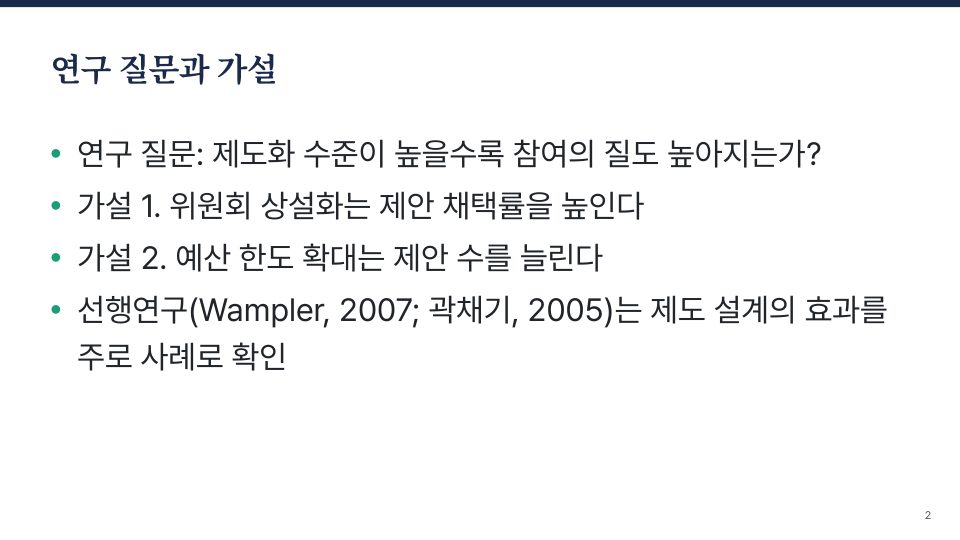 연구 질문과 가설
• 연구 질문: 제도화 수준이 높을수록 참여의 질도 높아지는가?
• 가설 1. 위원회 상설화는 제안 채택률을 높인다
• 가설 2. 예산 한도 확대는 제안 수를 늘린다
• 선행연구(Wampler, 2007; 곽채기, 2005)는 제도 설계의 효과를
주로 사례로 확인
2